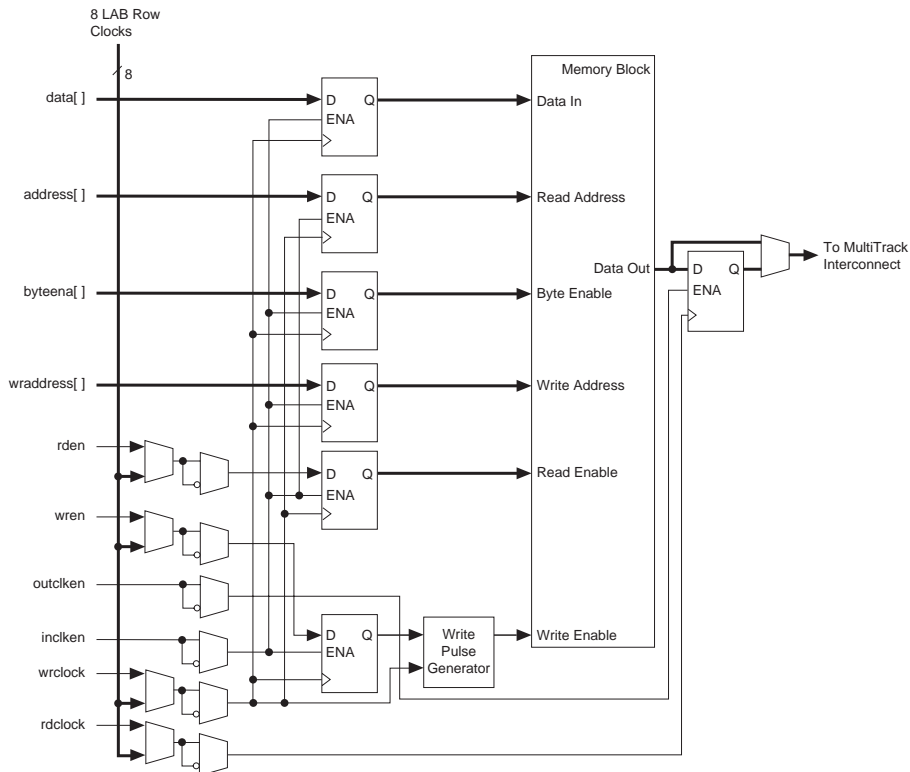 8 LAB Row
Clocks
8
Memory Block
data[ ]
D Q
Data In
ENA
address[ ]
D Q
Read Address
ENA
To MultiTrack
Interconnect
Data Out
D Q
ENA
byteena[ ]
D Q
Byte Enable
ENA
wraddress[ ]
D Q
Write Address
ENA
rden
D Q
Read Enable
ENA
wren
outclken
inclken
D Q
ENA
Write
Pulse
Generator
Write Enable
wrclock
rdclock